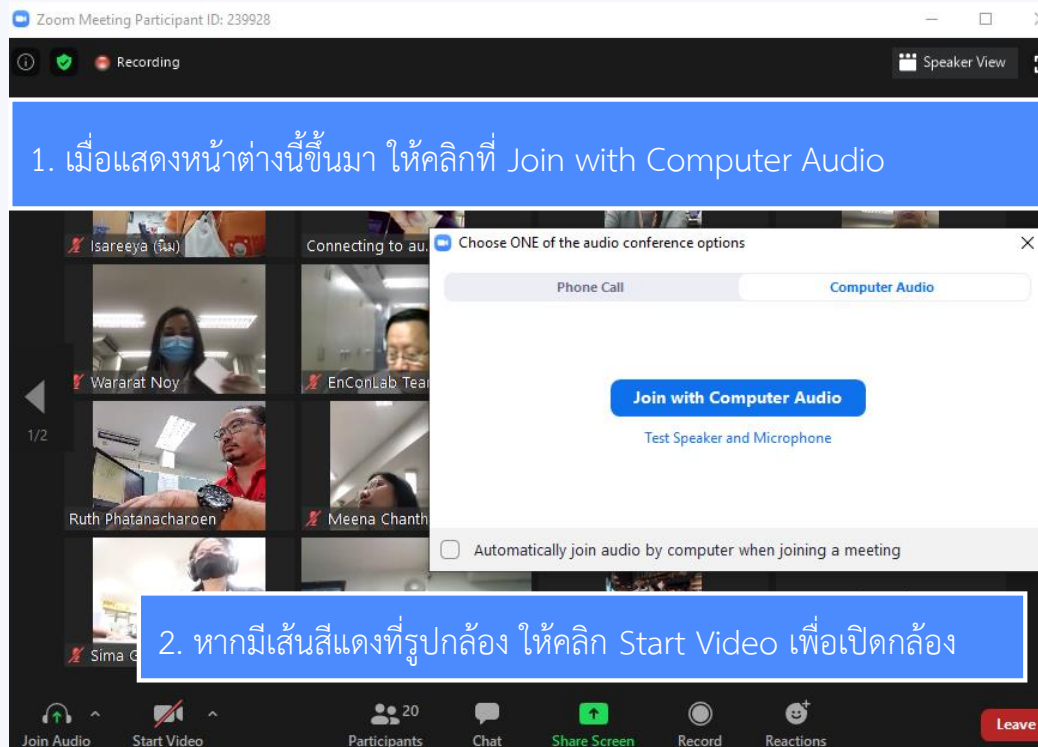 Zoom Meeting Participant ID: 239928
Recording
Speaker View
1. เมื่อแสดงหน้าต่างนี้ขึ้นมา ให้คลิกที่ Join with Computer Audio
Isareeya (นิ่ม)
Connecting to au.
Choose ONE of the audio conference options
Phone Call
Computer Audio
Wararat Noy
EnConLab Tea
Join with Computer Audio
Test Speaker and Microphone
1/2
Ruth Phatanacharoen
Meena Chanth
Automatically join audio by computer when joining a meeting
2. หากมีเส้นสีแดงที่รูปกล้อง ให้คลิก Start Video เพื่อเปิดกล้อง
Sima
20
Join Audio
Start Video
Participants
Chat
Share Screen
Record
Reactions
Leave